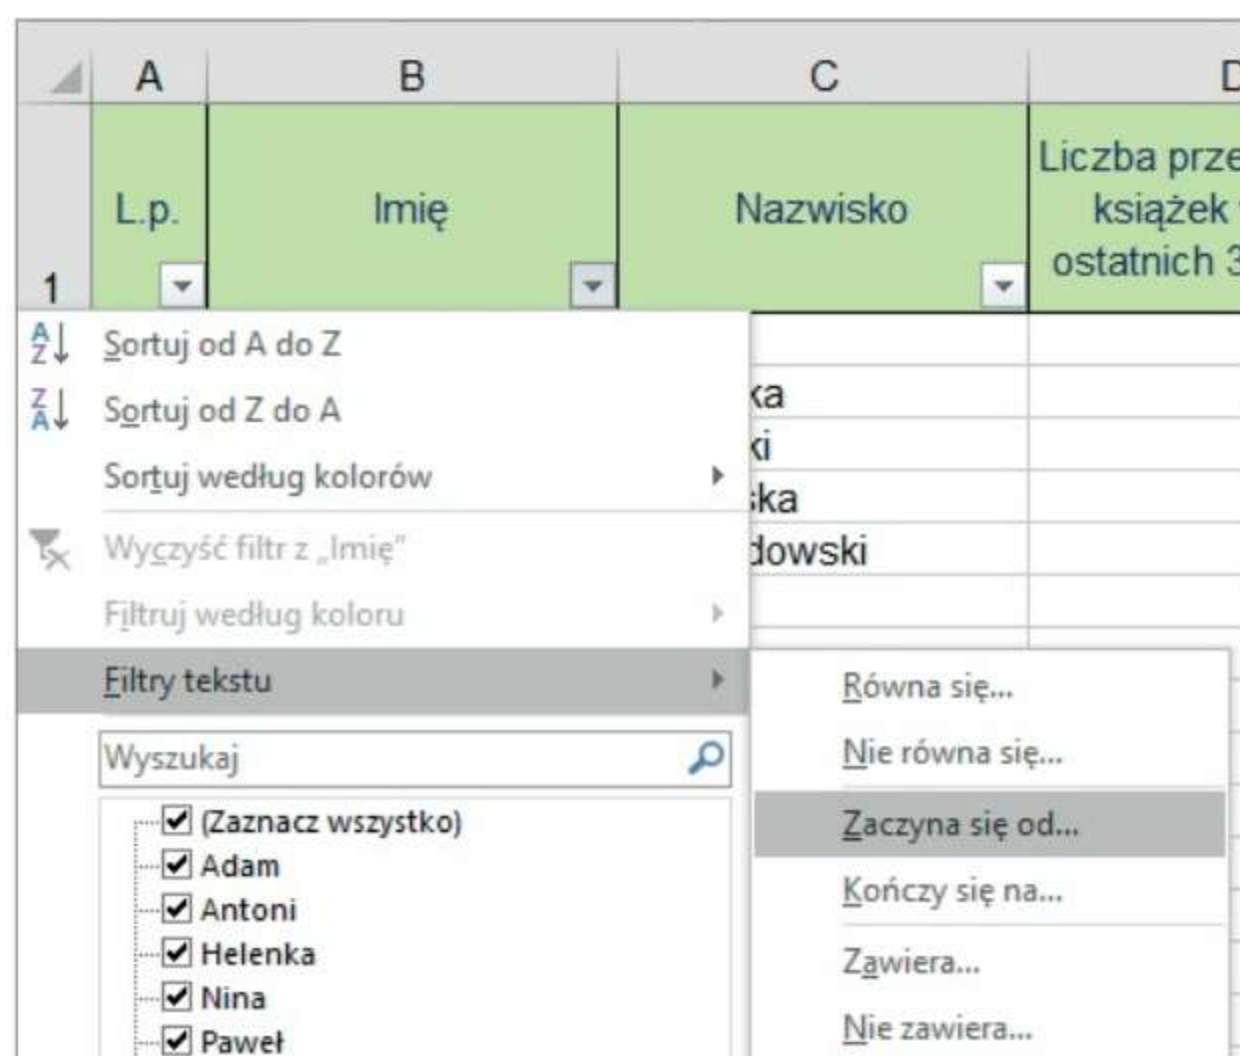 A B C
Liczba
L.p. Imię Nazwisko książek
ostatnich 3
1
Sortuj od A do Z
Sortuj od Z do A
Sortuj według kolorów
Wyczyść filtr z „Imię”
Filtruj według koloru
Filtry tekstu
Wyszukaj
(Zaznacz wszystko)
Adam
Antoni
Helenka
Nina
Paweł
ka
ki
ska
dowski
Równa się...
Nie równa się...
Zaczyna się od...
Kończy się na...
Zawiera...
Nie zawiera...